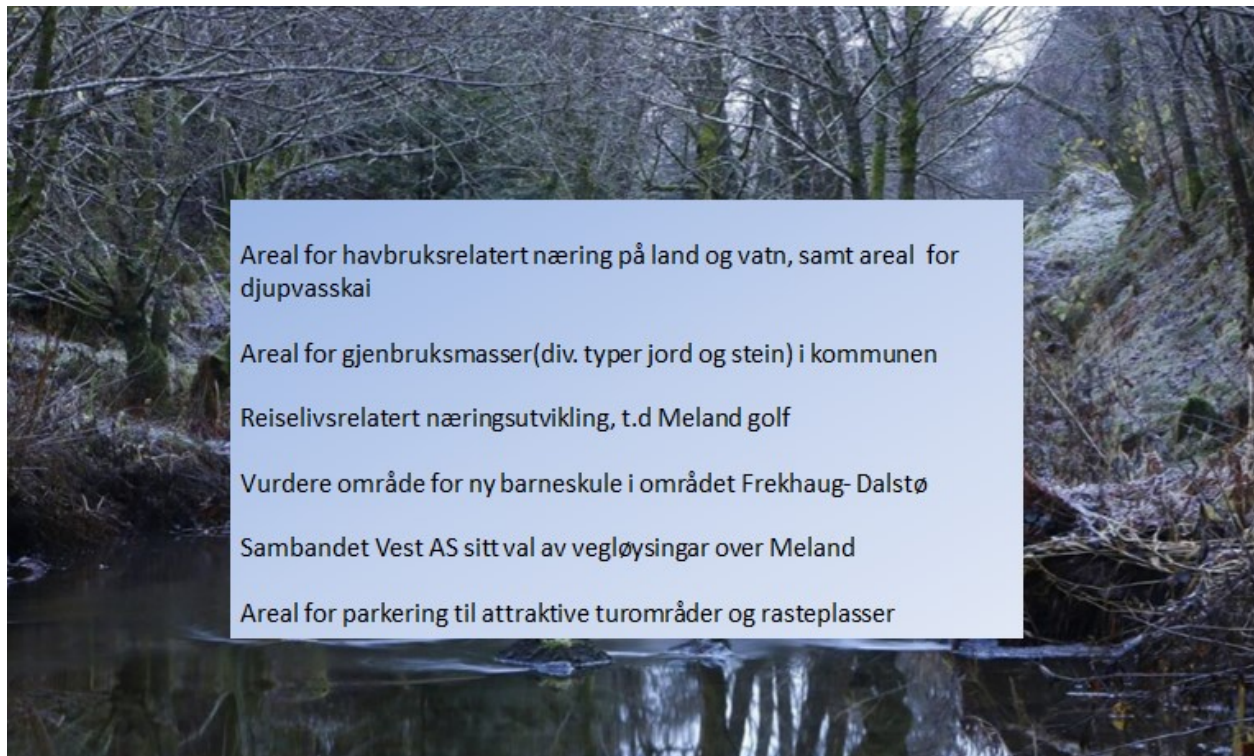 Areal for havbruksrelatert næring på land og vatn, samt areal  for
djupvasskai
Areal for gjenbruksmasser(div. typer jord og stein) i kommunen
Reiselivsrelatert næringsutvikling, t.d Meland golf
Vurdere område for ny barneskule i området Frekhaug- Dalstø
Sambandet Vest AS sitt val av vegløysingar over Meland
Areal for parkering til attraktive turområder og rasteplasser